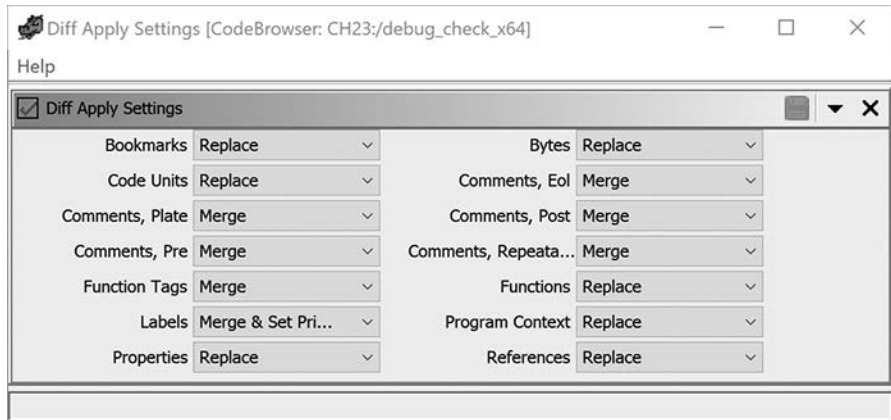 Diff Apply Settings [CodeBrowser: CH23:/debug_check_x64]
Help
Diff Apply Settings
Bookmarks Replace Bytes Replace
Code Units Replace Comments, Eol Merge
Comments, Plate Merge Comments, Post Merge
Comments, Pre Merge Comments, Repeata... Merge
Function Tags Merge Functions Replace
Labels Merge & Set Pri... Program Context Replace
Properties Replace References Replace